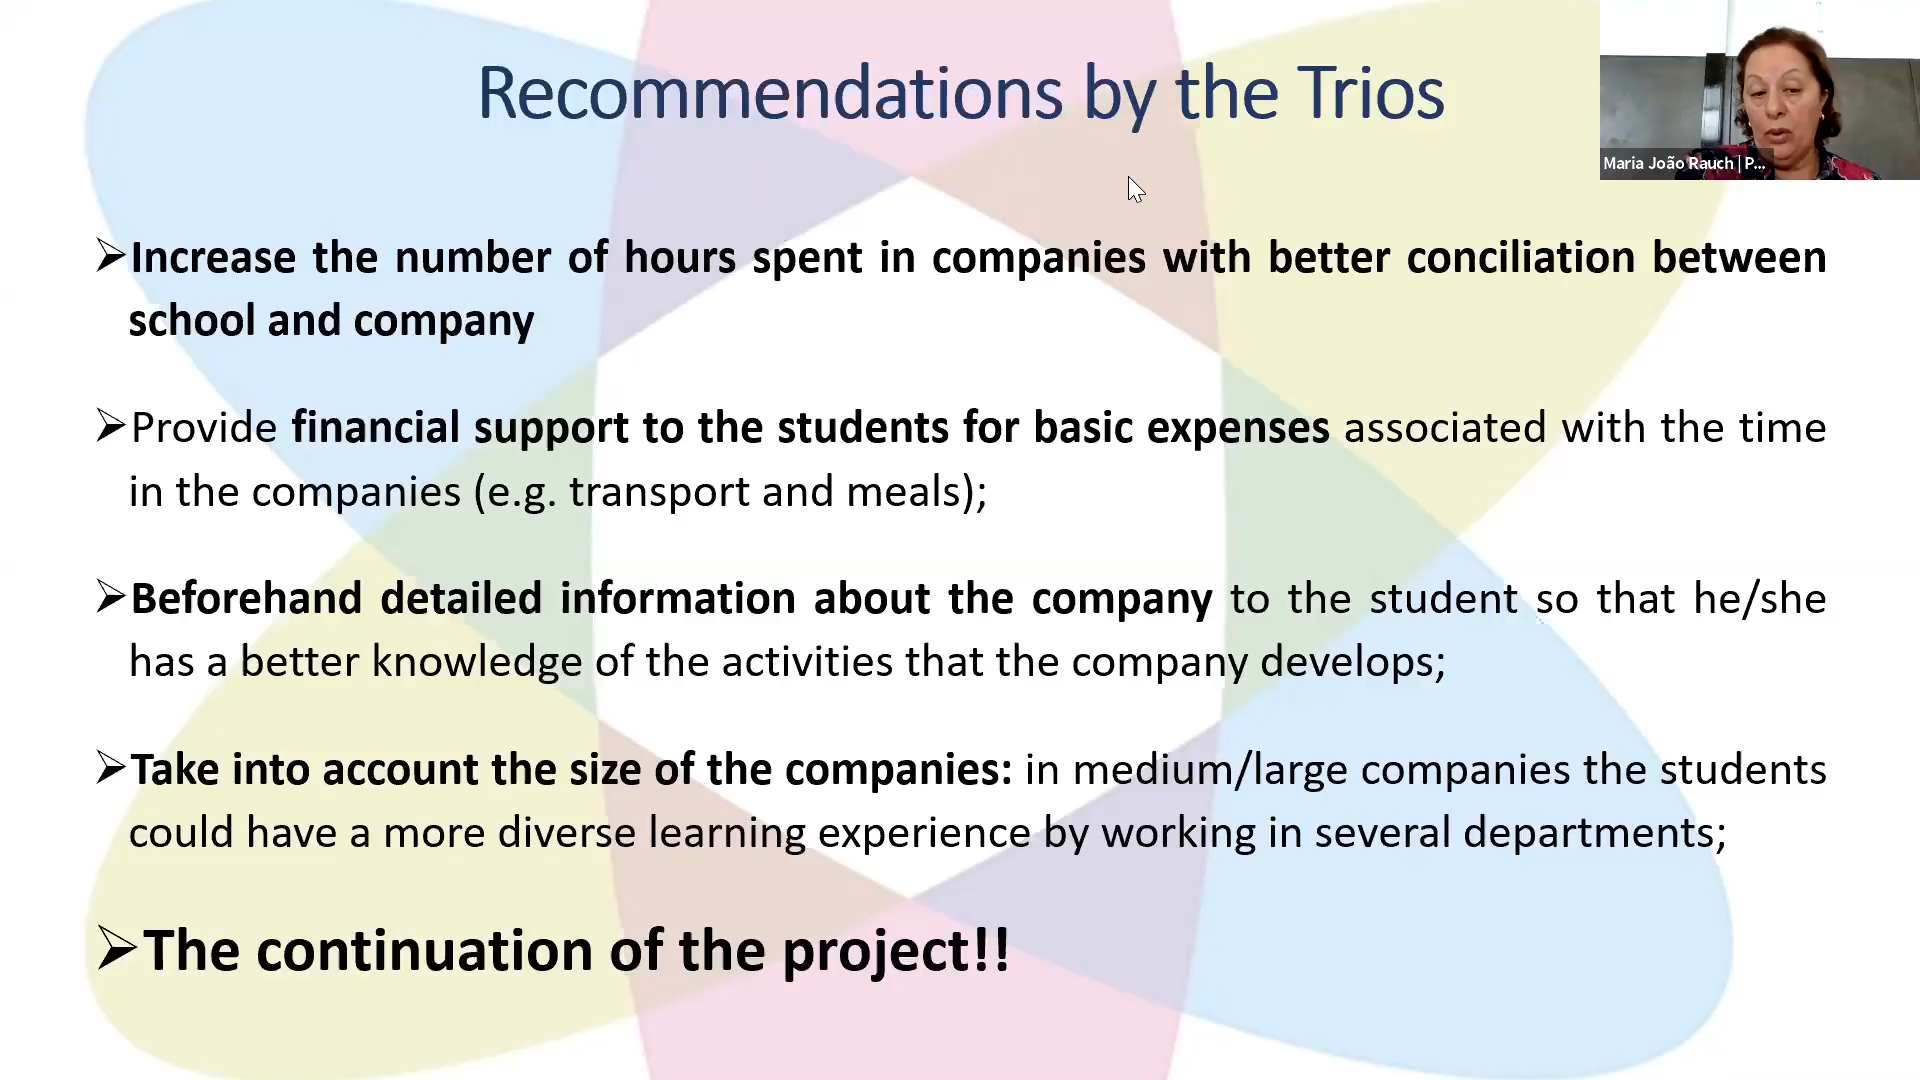 Recommendations by the Trios
Maria João Rauch | P...
➢Increase the number of hours spent in companies with better conciliation between
school and company
➢Provide financial support to the students for basic expenses associated with the time
in the companies (e.g. transport and meals);
➢Beforehand detailed information about the company to the student so that he/she
has a better knowledge of the activities that the company develops;
➢Take into account the size of the companies: in medium/large companies the students
could have a more diverse learning experience by working in several departments;
➢The continuation of the project!!